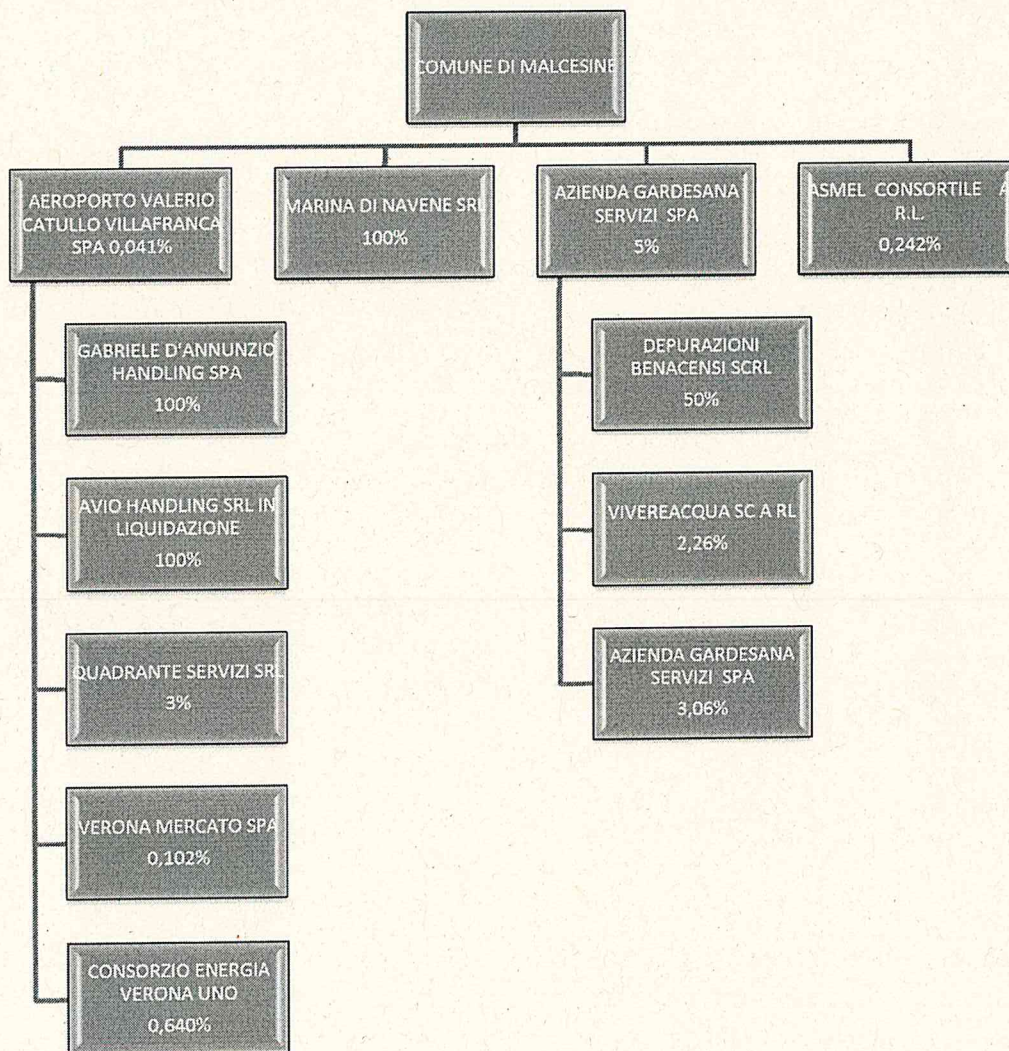 COMUNE DI MALCESINE
AEROPORTO VALERIO
CATULLO VILLAFRANCA
SPA 0,041%
MARINA DI NAVENE SRL
100%
AZIENDA GARDESANA
SERVIZI SPA
5%
ASMEL CONSORTILE A
R.L.
0,242%
GABRIELE D'ANNUNZIO
HANDLING SPA
100%
AVIO HANDLING SRL IN
LIQUIDAZIONE
100%
QUADRANTE SERVIZI SRL
3%
VERONA MERCATO SPA
0,102%
CONSORZIO ENERGIA
VERONA UNO
0,640%
DEPURAZIONI
BENACENSI SCRL
50%
VIVEREACQUA SC A RL
2,26%
AZIENDA GARDESANA
SERVIZI SPA
3,06%